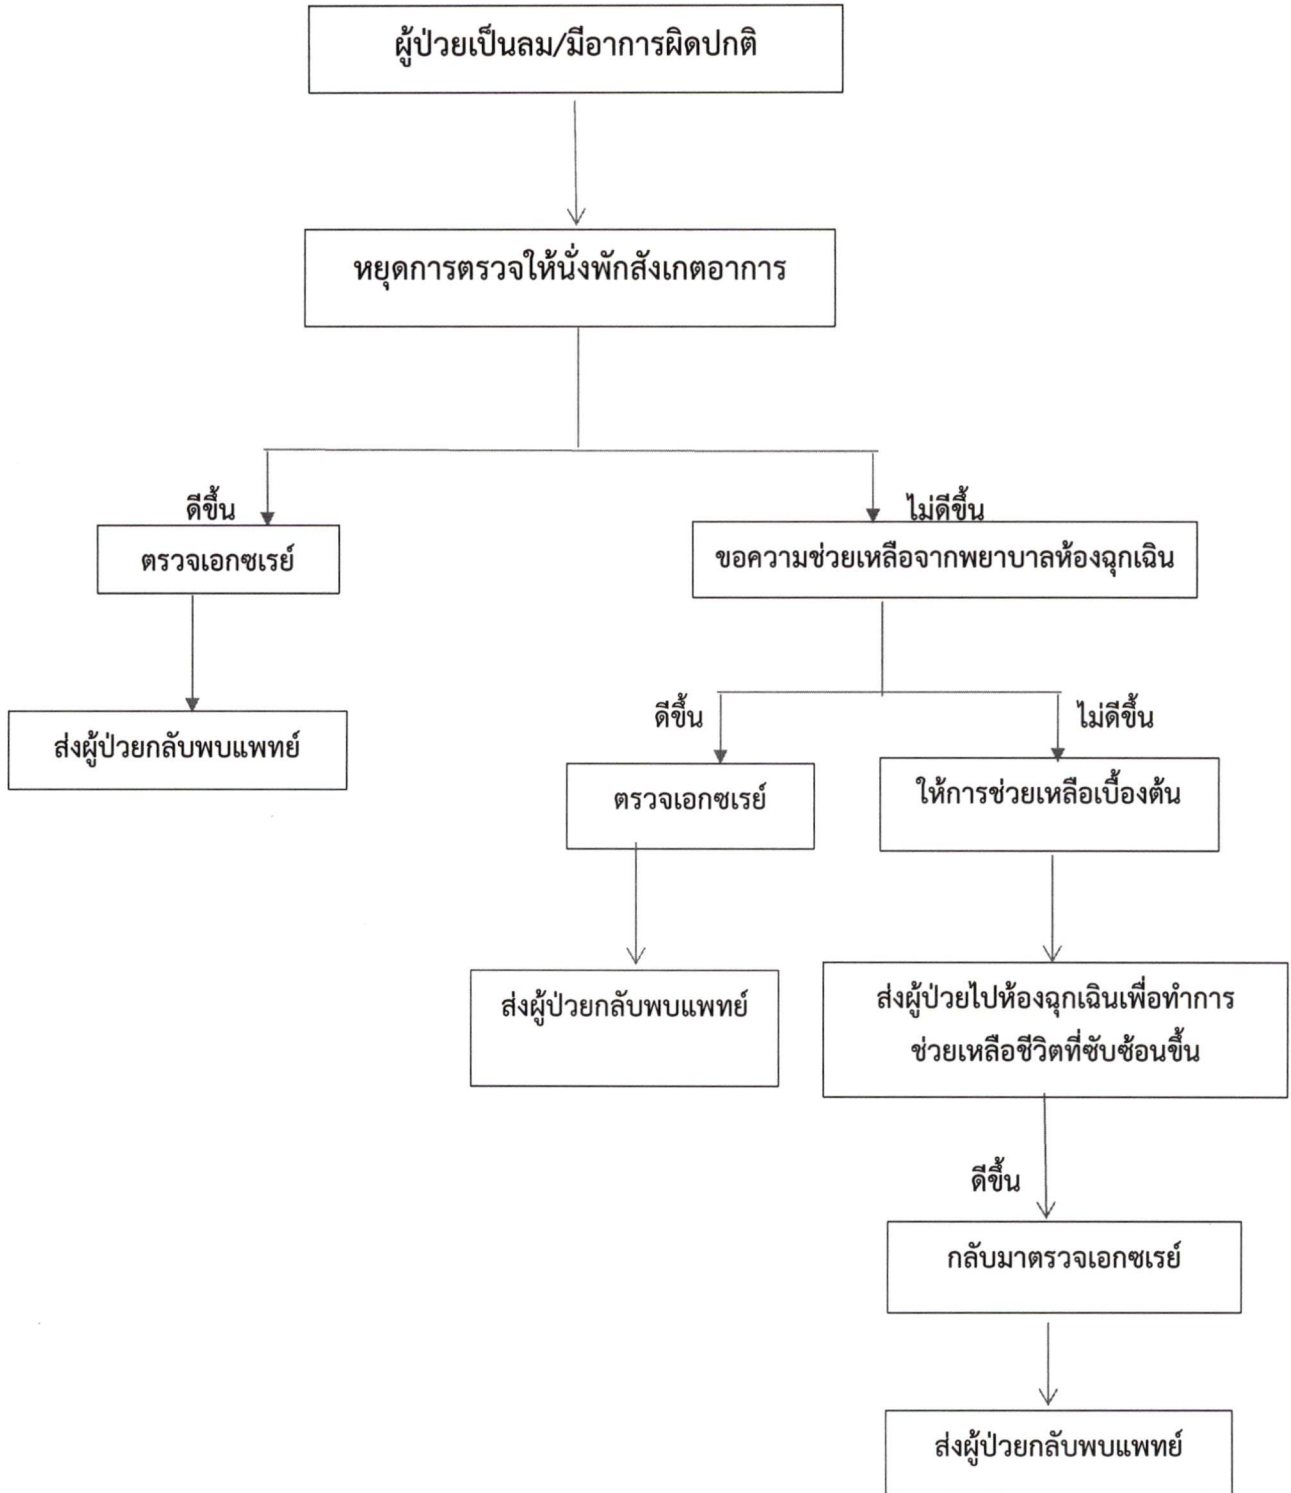 ผู้ป่วยเป็นลม/มีอาการผิดปกติ
หยุดการตรวจให้นั่งพักสังเกตอาการ
ดีขึ้น
ไม่ดีขึ้น
ตรวจเอกซเรย์
ขอความช่วยเหลือจากพยาบาลห้องฉุกเฉิน
ส่งผู้ป่วยกลับพบแพทย์
ดีขึ้น
ไม่ดีขึ้น
ตรวจเอกซเรย์
ให้การช่วยเหลือเบื้องต้น
ส่งผู้ป่วยกลับพบแพทย์
ส่งผู้ป่วยไปห้องฉุกเฉินเพื่อทำการ
ช่วยเหลือชีวิตที่ซับซ้อนขึ้น
ดีขึ้น
กลับมาตรวจเอกซเรย์
ส่งผู้ป่วยกลับพบแพทย์